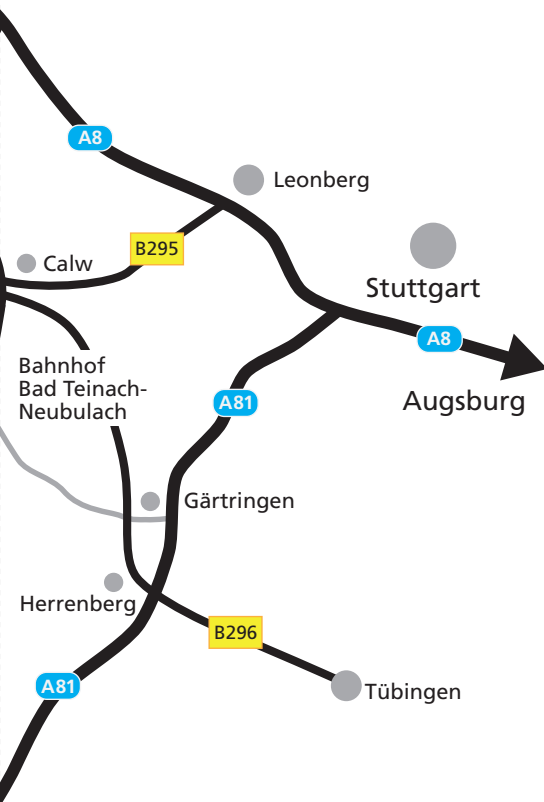 A8
Leonberg
B295
Calw
Stuttgart
A8
Bahnhof
Bad Teinach-
Neubulach
A81
Augsburg
Gärtringen
Herrenberg
B296
A81
Tübingen